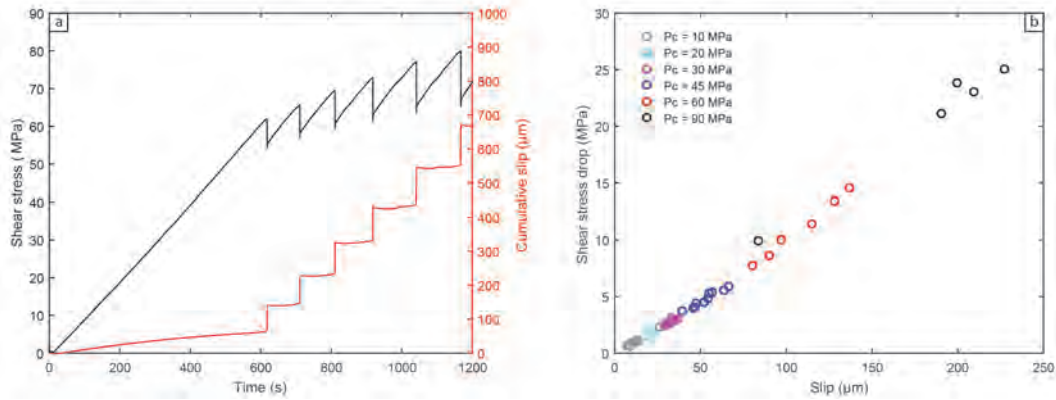 a
90
80
70
60
50
40
30
20
10
0
Shear stress (MPa)
0 200 400 600 800 1000 1200
Time (s)
1000
900
800
700
600
500
400
300
200
100
0
Cumulative slip (μm)
b
30
25
20
15
10
5
0
Shear stress drop (MPa)
Pc = 10 MPa
Pc = 20 MPa
Pc = 30 MPa
Pc = 45 MPa
Pc = 60 MPa
Pc = 90 MPa
0 50 100 150 200 250
Slip (μm)